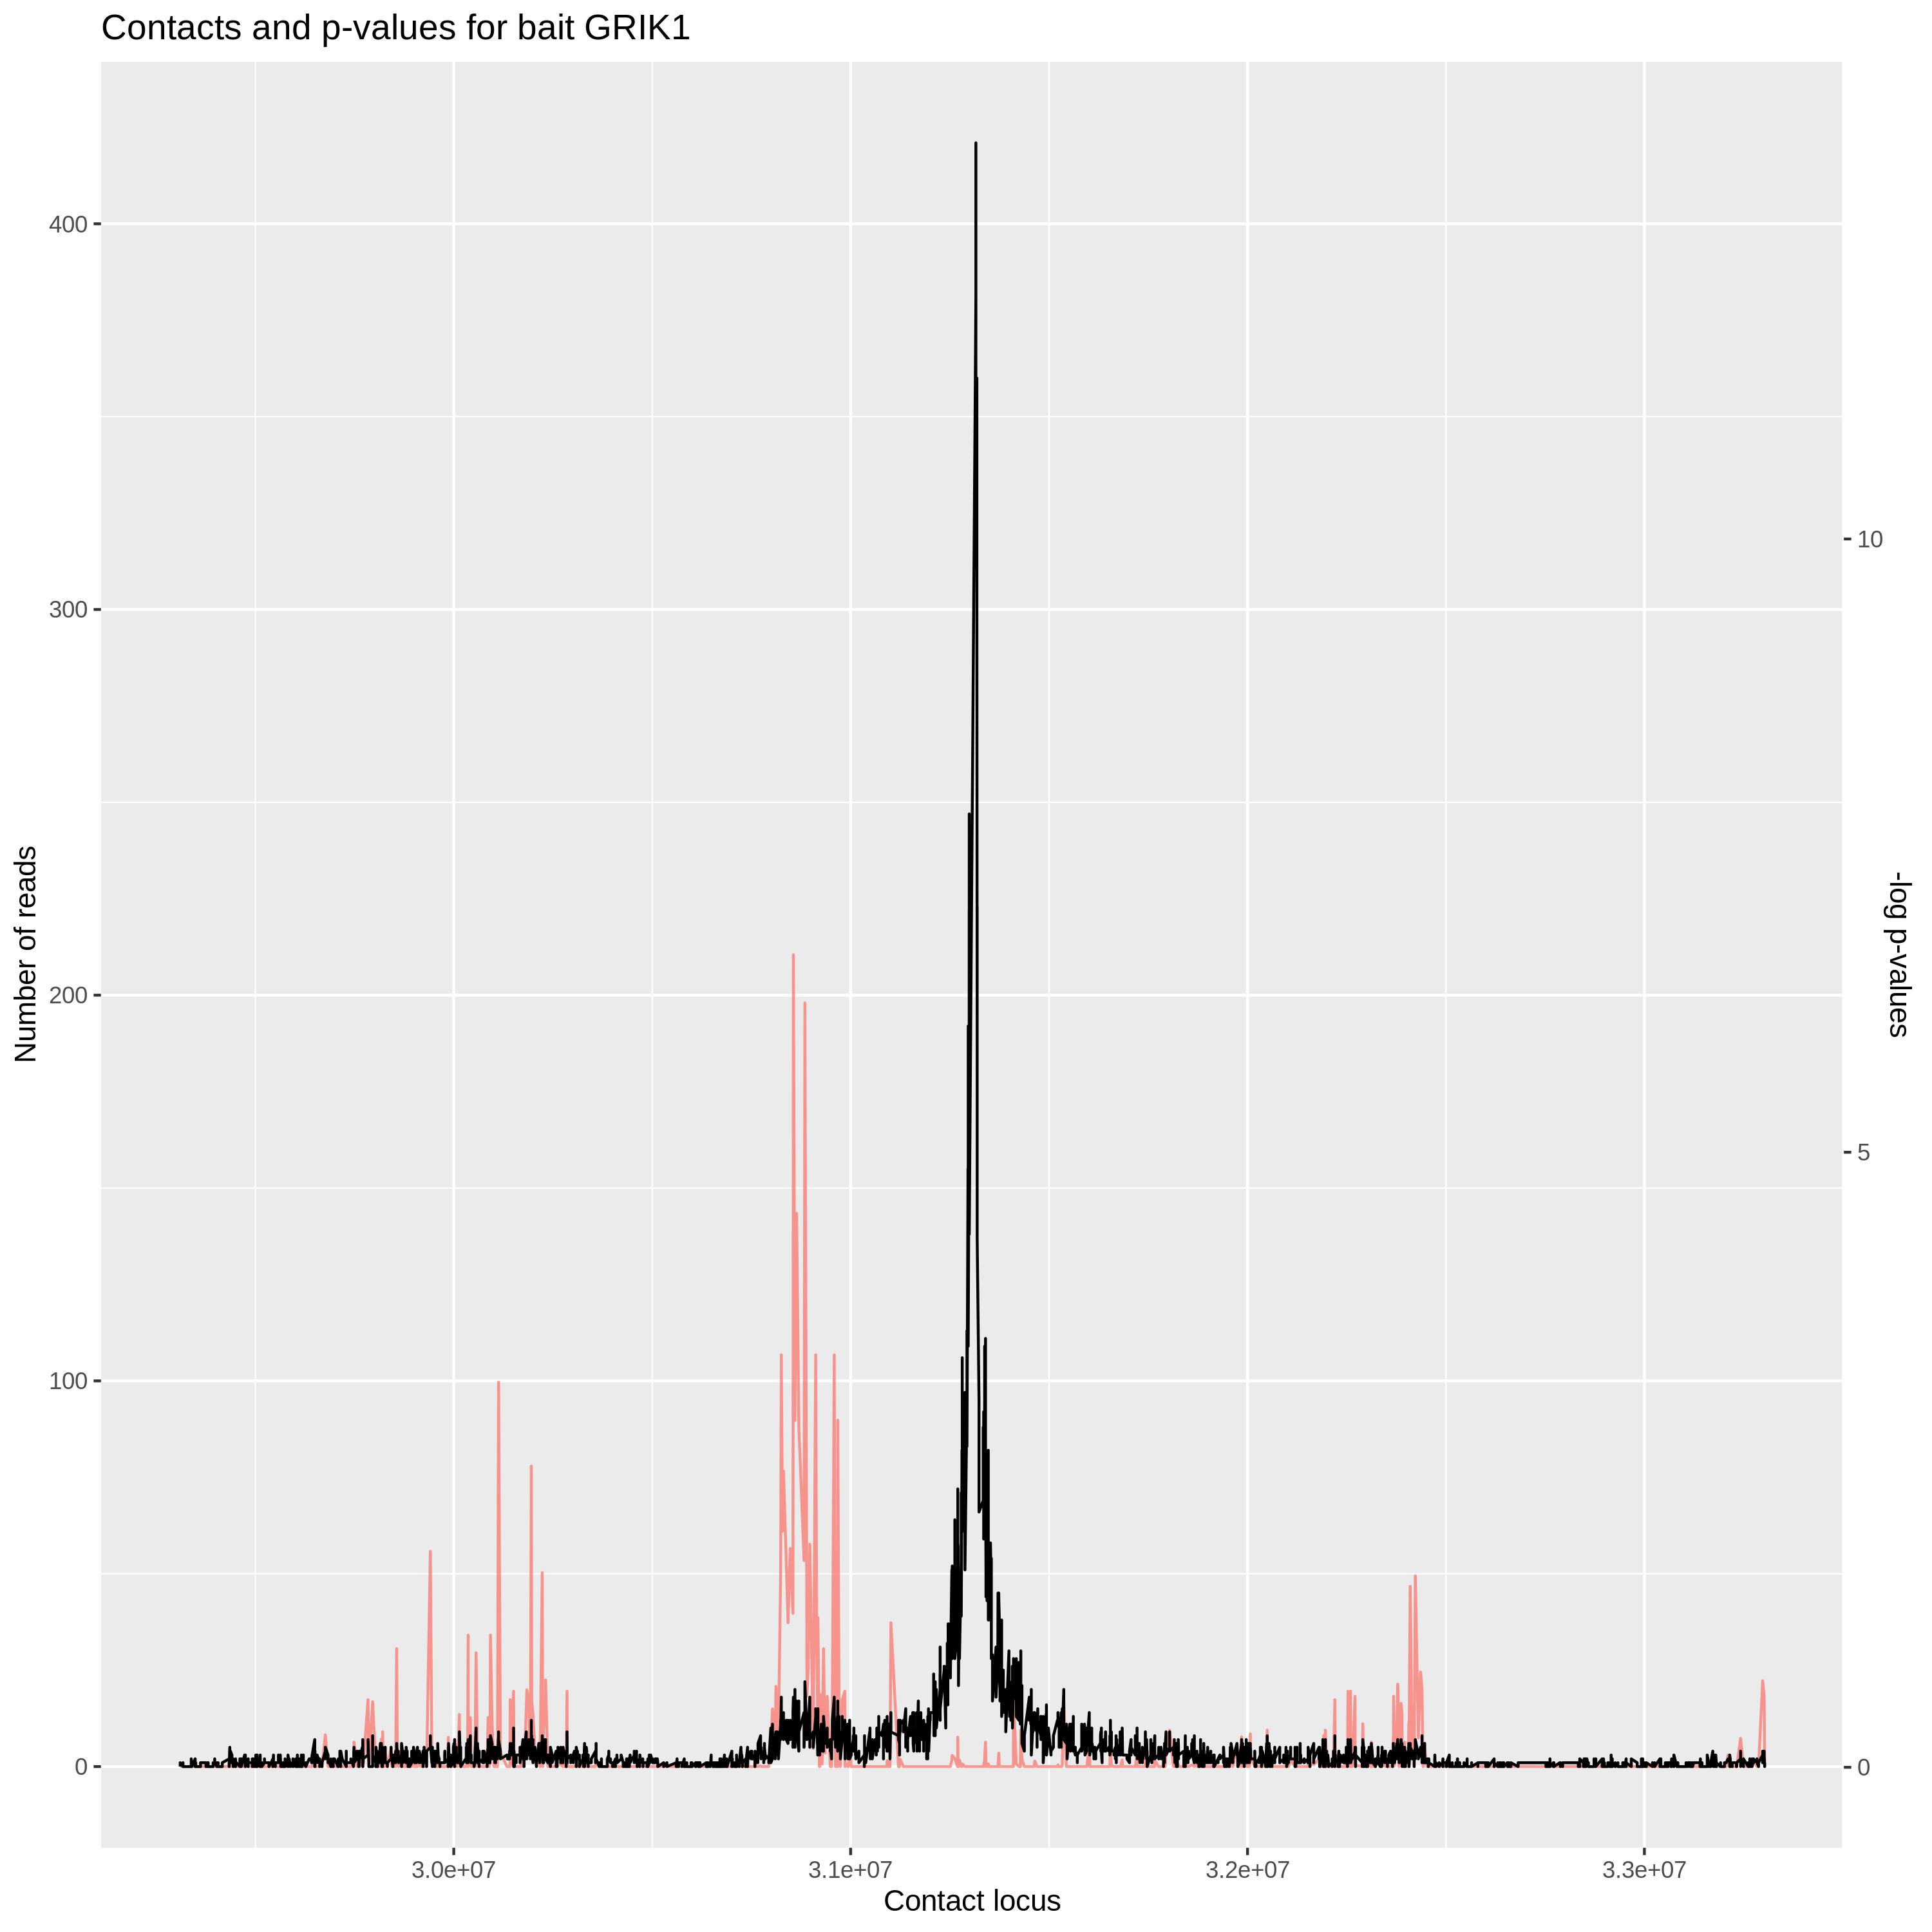 Contacts and p-values for bait GRIK1
Number of reads
400
300
200
100
0
10
5
0
-log p-values
3.0e+07 3.1e+07 3.2e+07 3.3e+07
Contact locus